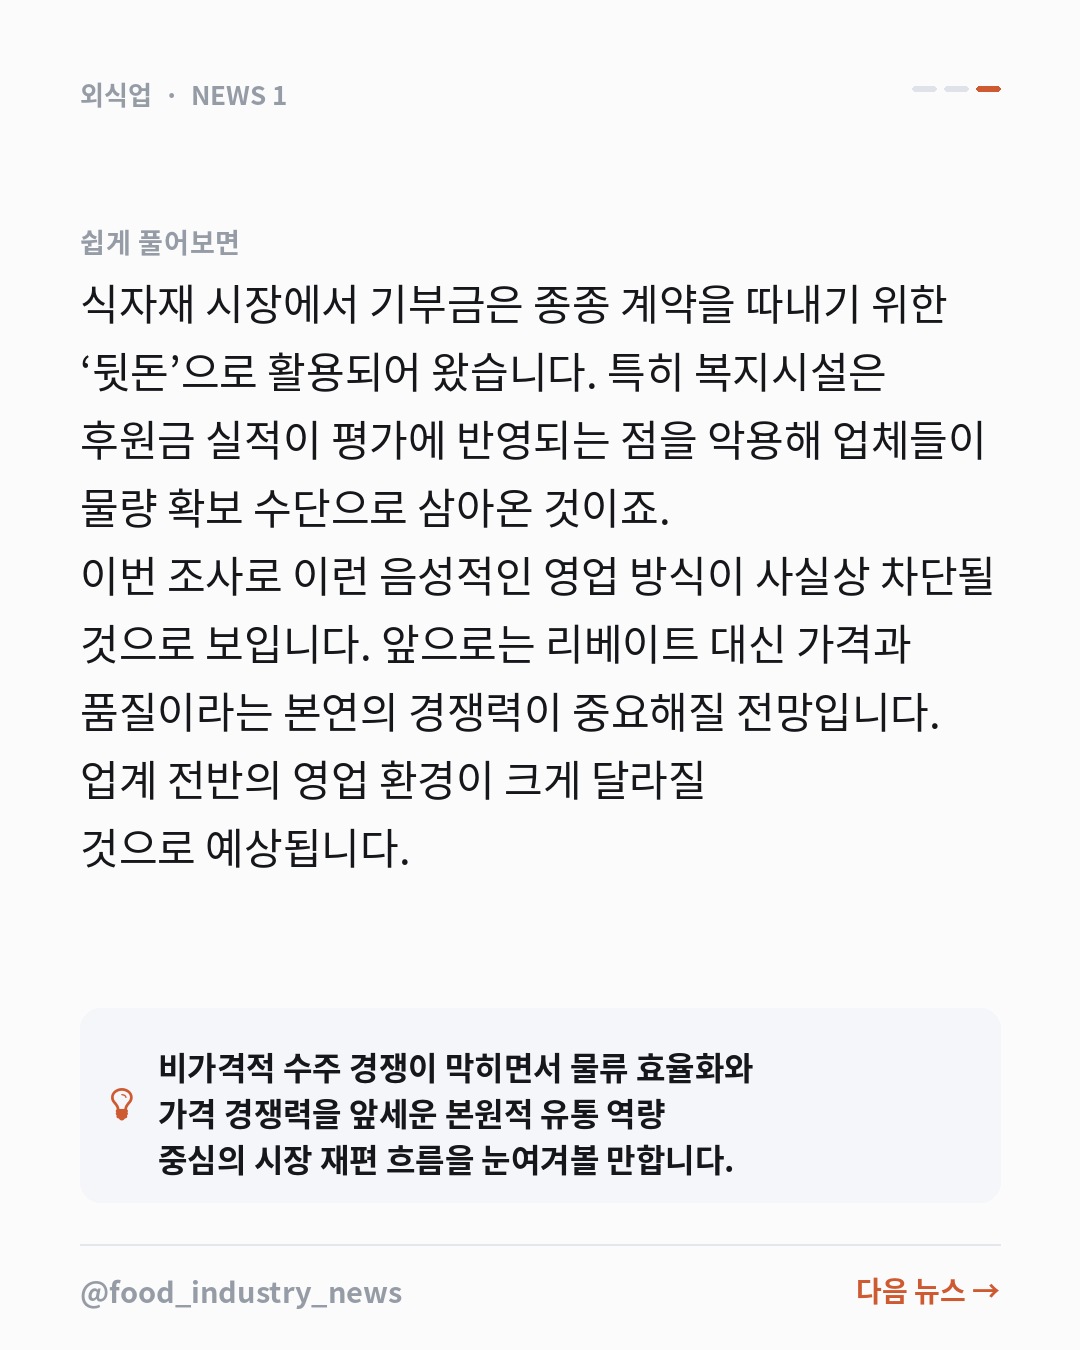 외식업 · NEWS 1
쉽게 풀어보면
식자재 시장에서 기부금은 종종 계약을 따내기 위한
‘뒷돈’으로 활용되어 왔습니다. 특히 복지시설은
후원금 실적이 평가에 반영되는 점을 악용해 업체들이
물량 확보 수단으로 삼아온 것이죠.
이번 조사로 이런 음성적인 영업 방식이 사실상 차단될
것으로 보입니다. 앞으로는 리베이트 대신 가격과
품질이라는 본연의 경쟁력이 중요해질 전망입니다.
업계 전반의 영업 환경이 크게 달라질
것으로 예상됩니다.
비가격적 수주 경쟁이 막히면서 물류 효율화와
가격 경쟁력을 앞세운 본원적 유통 역량
중심의 시장 재편 흐름을 눈여겨볼 만합니다.
@food_industry_news
다음 뉴스 →